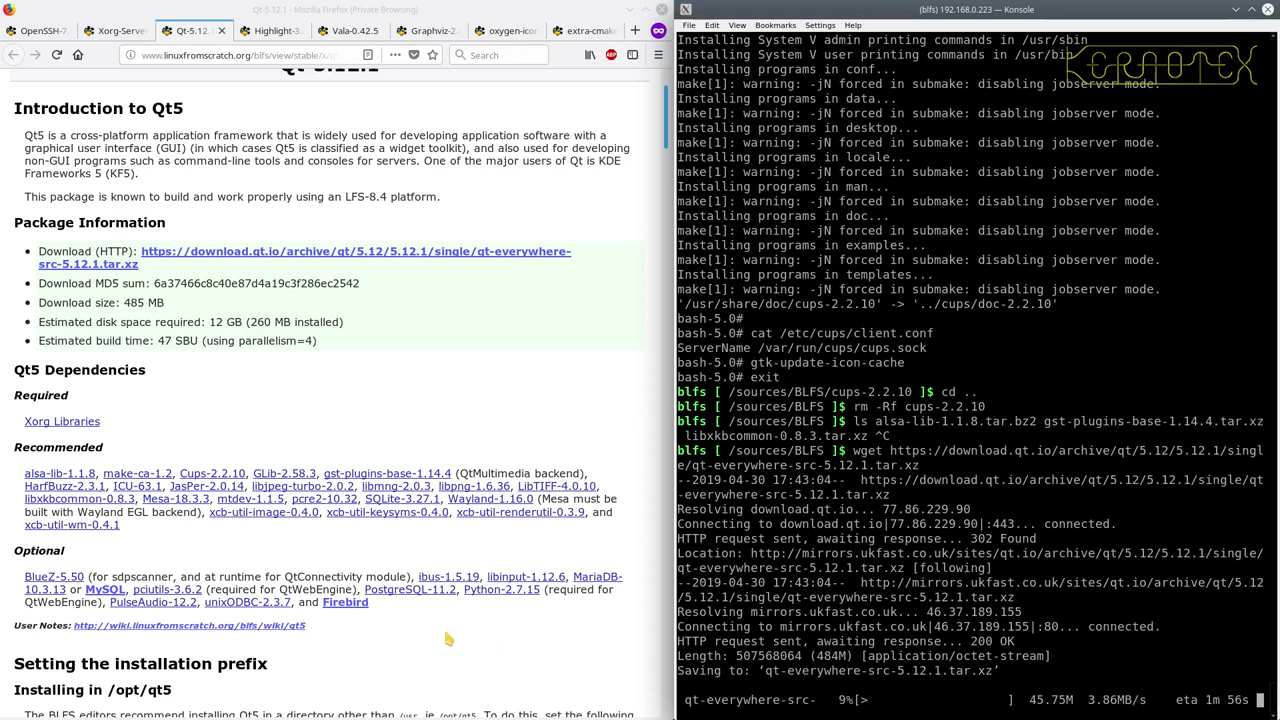 Qt-5.12.1 - Mozilla Firefox (Private Browsing)
OpenSSH-7
Xorg-Server
Qt-5.12.1
Highlight-3.
Vala-0.42.5
Graphviz-2.4
oxygen-icon
extra-cmake
www.linuxfromscratch.org/blfs/view/stable/x/q
Search
Qt-5.12.1
Introduction to Qt5
Qt5 is a cross-platform application framework that is widely used for developing application software with a
graphical user interface (GUI) (in which cases Qt5 is classified as a widget toolkit), and also used for developing
non-GUI programs such as command-line tools and consoles for servers. One of the major users of Qt is KDE
Frameworks 5 (KF5).
This package is known to build and work properly using an LFS-8.4 platform.
Package Information
Download (HTTP): https://download.qt.io/archive/qt/5.12/5.12.1/single/qt-everywhere-
src-5.12.1.tar.xz
Download MD5 sum: 6a37466c8c40e87d4a19c3f286ec2542
Download size: 485 MB
Estimated disk space required: 12 GB (260 MB installed)
Estimated build time: 47 SBU (using parallelism=4)
Qt5 Dependencies
Required
Xorg Libraries
Recommended
alsa-lib-1.1.8, make-ca-1.2, Cups-2.2.10, GLib-2.58.3, gst-plugins-base-1.14.4 (QtMultimedia backend),
HarfBuzz-2.3.1, ICU-63.1, JasPer-2.0.14, libjpeg-turbo-2.0.2, libmng-2.0.3, libpng-1.6.36, LibTIFF-4.0.10,
libxkbcommon-0.8.3, Mesa-18.3.3, mtdev-1.1.5, pcre2-10.32, SQLite-3.27.1, Wayland-1.16.0 (Mesa must be
built with Wayland EGL backend), xcb-util-image-0.4.0, xcb-util-keysyms-0.4.0, xcb-util-renderutil-0.3.9, and
xcb-util-wm-0.4.1
Optional
BlueZ-5.50 (for sdpscanner, and at runtime for QtConnectivity module), ibus-1.5.19, libinput-1.12.6, MariaDB-
10.3.13 or MySQL, pciutils-3.6.2 (required for QtWebEngine), PostgreSQL-11.2, Python-2.7.15 (required for
QtWebEngine), PulseAudio-12.2, unixODBC-2.3.7, and Firebird
User Notes: http://wiki.linuxfromscratch.org/blfs/wiki/qt5
Setting the installation prefix
Installing in /opt/qt5
The BLFS editors recommend installing Qt5 in a directory other than /usr, ie /opt/qt5. To do this, set the following
(blfs) 192.168.0.223 — Konsole
File Edit View Bookmarks Settings Help
Installing System V admin printing commands in /usr/sbin
Installing System V user printing commands in /usr/bin
Installing programs in conf...
make[1]: warning: -jN forced in submake: disabling jobserver mode.
Installing programs in data...
make[1]: warning: -jN forced in submake: disabling jobserver mode.
Installing programs in desktop...
make[1]: warning: -jN forced in submake: disabling jobserver mode.
Installing programs in locale...
make[1]: warning: -jN forced in submake: disabling jobserver mode.
Installing programs in man...
make[1]: warning: -jN forced in submake: disabling jobserver mode.
Installing programs in doc...
make[1]: warning: -jN forced in submake: disabling jobserver mode.
Installing programs in examples...
make[1]: warning: -jN forced in submake: disabling jobserver mode.
Installing programs in templates...
make[1]: warning: -jN forced in submake: disabling jobserver mode.
'/usr/share/doc/cups-2.2.10' -> '../cups/doc-2.2.10'
bash-5.0#
bash-5.0# cat /etc/cups/client.conf
ServerName /var/run/cups/cups.sock
bash-5.0# gtk-update-icon-cache
bash-5.0# exit
blfs [ /sources/BLFS/cups-2.2.10 ]$ cd ..
blfs [ /sources/BLFS ]$ rm -Rf cups-2.2.10
blfs [ /sources/BLFS ]$ ls alsa-lib-1.1.8.tar.bz2 gst-plugins-base-1.14.4.tar.xz
libxkbcommon-0.8.3.tar.xz ^C
blfs [ /sources/BLFS ]$ wget https://download.qt.io/archive/qt/5.12/5.12.1/singl
e/qt-everywhere-src-5.12.1.tar.xz
--2019-04-30 17:43:04-- https://download.qt.io/archive/qt/5.12/5.12.1/single/qt
-everywhere-src-5.12.1.tar.xz
Resolving download.qt.io... 77.86.229.90
Connecting to download.qt.io|77.86.229.90|:443... connected.
HTTP request sent, awaiting response... 302 Found
Location: http://mirrors.ukfast.co.uk/sites/qt.io/archive/qt/5.12/5.12.1/single/
qt-everywhere-src-5.12.1.tar.xz [following]
--2019-04-30 17:43:04-- http://mirrors.ukfast.co.uk/sites/qt.io/archive/qt/5.12
/5.12.1/single/qt-everywhere-src-5.12.1.tar.xz
Resolving mirrors.ukfast.co.uk... 46.37.189.155
Connecting to mirrors.ukfast.co.uk|46.37.189.155|:80... connected.
HTTP request sent, awaiting response... 200 OK
Length: 507568064 (484M) [application/octet-stream]
Saving to: ‘qt-everywhere-src-5.12.1.tar.xz’
qt-everywhere-src- 9%[> ] 45.75M 3.86MB/s eta 1m 56s